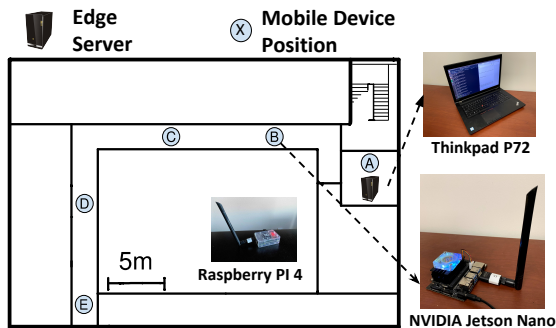 Edge
Server
X
Mobile Device
Position
C
B
A
Thinkpad P72
D
Raspberry PI 4
5m
E
NVIDIA Jetson Nano